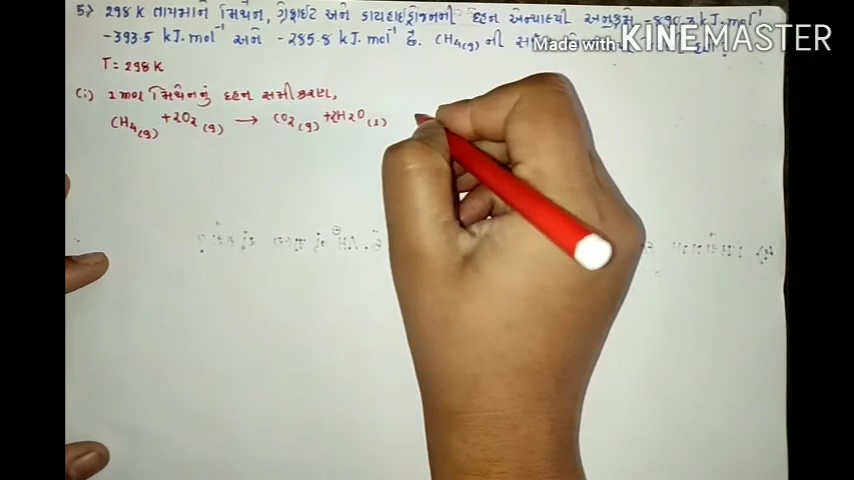 5.> 298K તાપમાને મિથેન, ગ્રેફાઈટ અને ડાયહાઈડ્રોજનની દહન એન્થાલ્પી અનુક્રમે -890.3 kJ.mol⁻¹
-393.5 kJ.mol⁻¹ અને -285.8 kJ.mol⁻¹ છે. CH₄(g) ની
Made with KINEMASTER
T = 298K
(i) 1 mol મિથેનનું દહન સમીકરણ,
CH₄(g) + 2O₂(g) → CO₂(g) + 2H₂O(l)